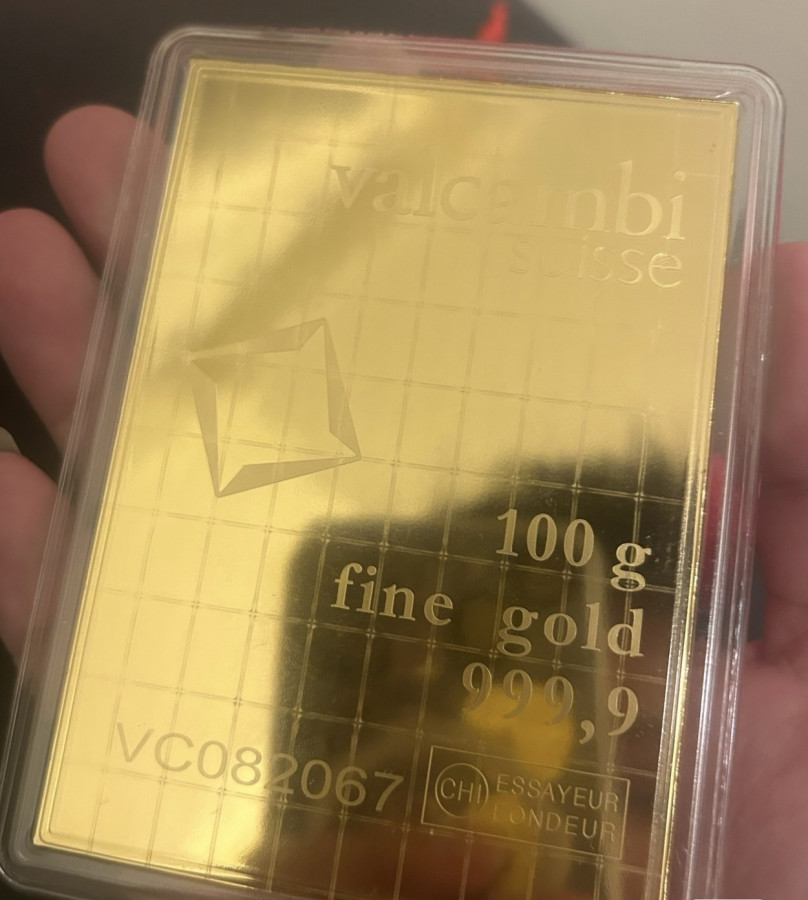 valcambi
suisse
100 g
fine gold
999,9
VC082067
CHI ESSAYEUR
FONDEUR